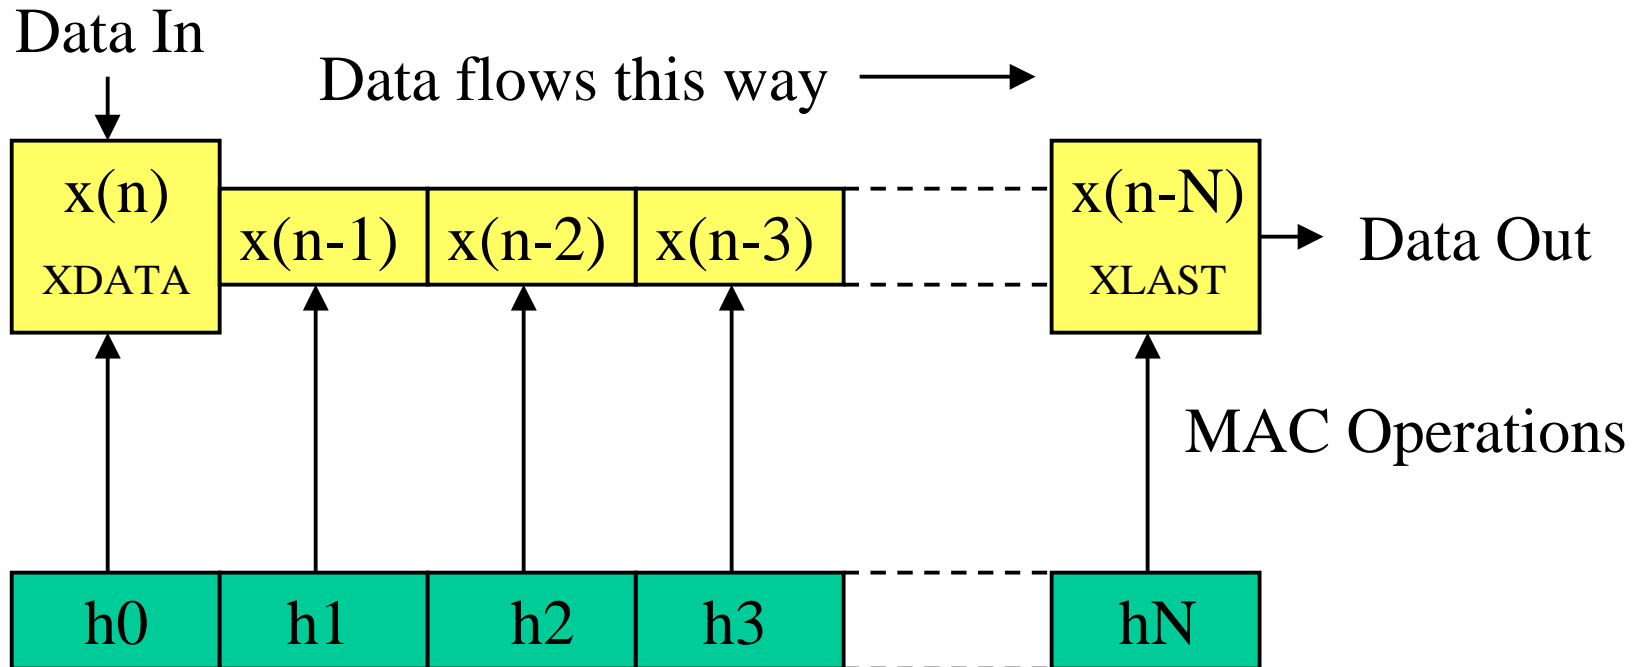 Data In
Data flows this way
x(n)
XDATA
x(n-1)
x(n-2)
x(n-3)
x(n-N)
XLAST
Data Out
MAC Operations
h0
h1
h2
h3
hN